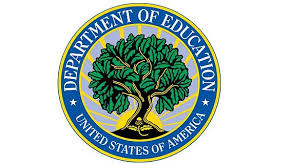 DEPARTMENT OF EDUCATION
UNITED STATES OF AMERICA